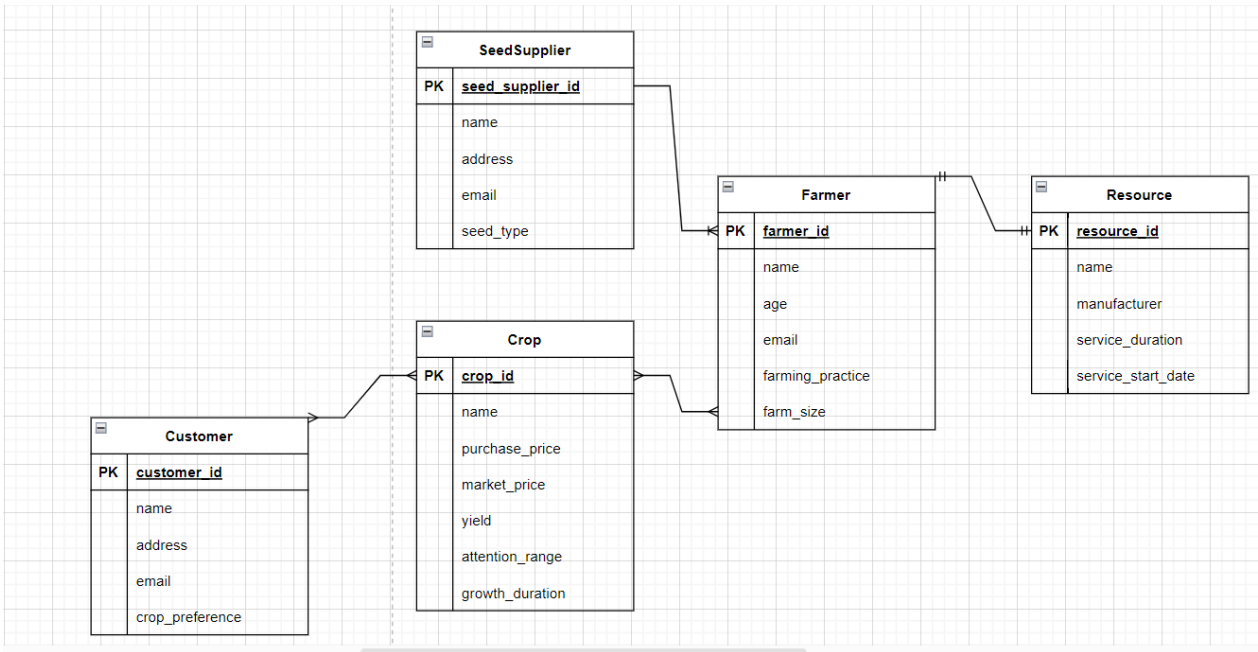 SeedSupplier
PK seed_supplier_id
name
address
email
seed_type
Farmer
PK farmer_id
name
age
email
farming_practice
farm_size
Resource
PK resource_id
name
manufacturer
service_duration
service_start_date
Crop
PK crop_id
name
purchase_price
market_price
yield
attention_range
growth_duration
Customer
PK customer_id
name
address
email
crop_preference